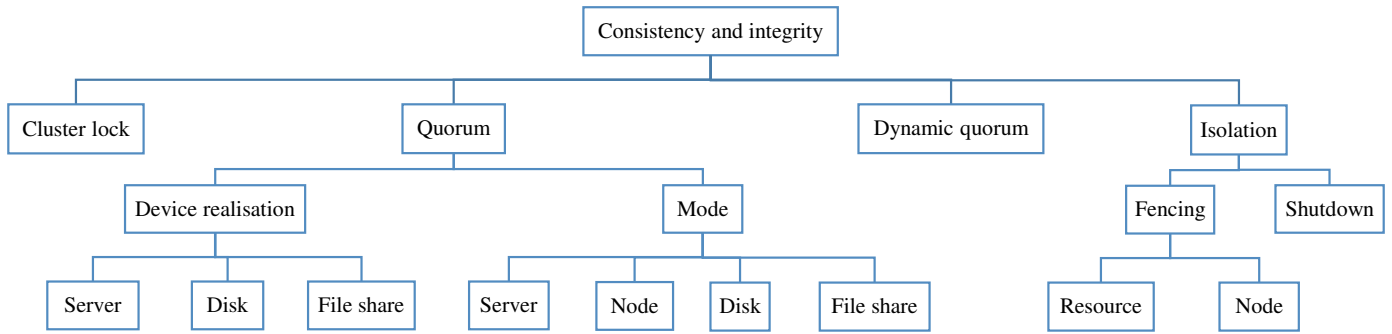 Consistency and integrity
Cluster lock
Quorum
Dynamic quorum
Isolation
Device realisation
Mode
Fencing
Shutdown
Server
Disk
File share
Server
Node
Disk
File share
Resource
Node